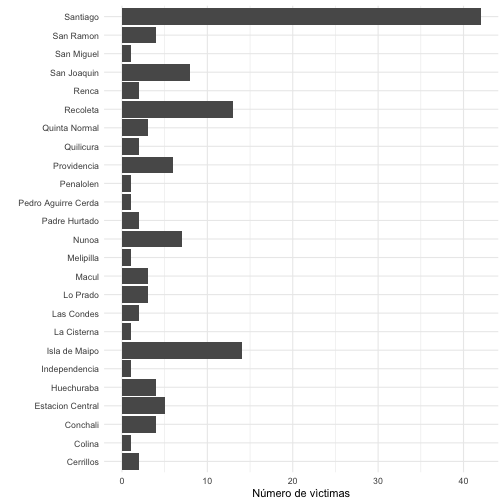 Santiago
San Ramon
San Miguel
San Joaquin
Renca
Recoleta
Quinta Normal
Quilicura
Providencia
Penalolen
Pedro Aguirre Cerda
Padre Hurtado
Nunoa
Melipilla
Macul
Lo Prado
Las Condes
La Cisterna
Isla de Maipo
Independencia
Huechuraba
Estacion Central
Conchali
Colina
Cerrillos
0 10 20 30 40
Número de vìctimas